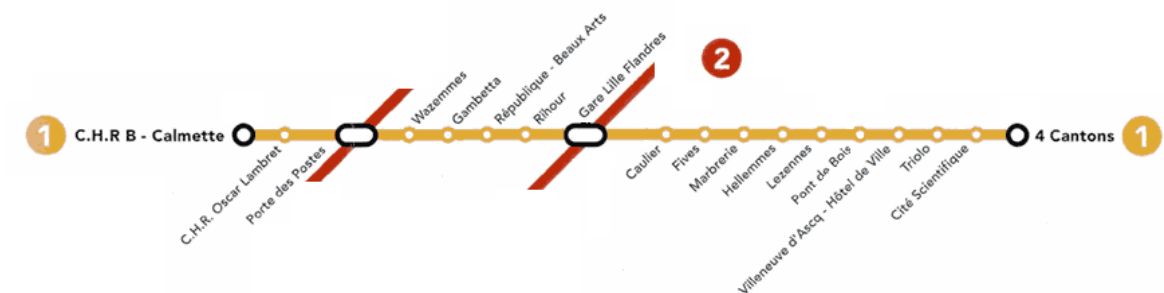 2
1
C.H.R B - Calmette
C.H.R. Oscar Lambret
Porte des Postes
Wazemmes
Gambetta
République - Beaux Arts
Rihour
Gare Lille Flandres
Caulier
Fives
Marbrerie
Hellemmes
Lezennes
Pont de Bois
Villeneuve d'Ascq - Hôtel de Ville
Triolo
Cité Scientifique
4 Cantons
1